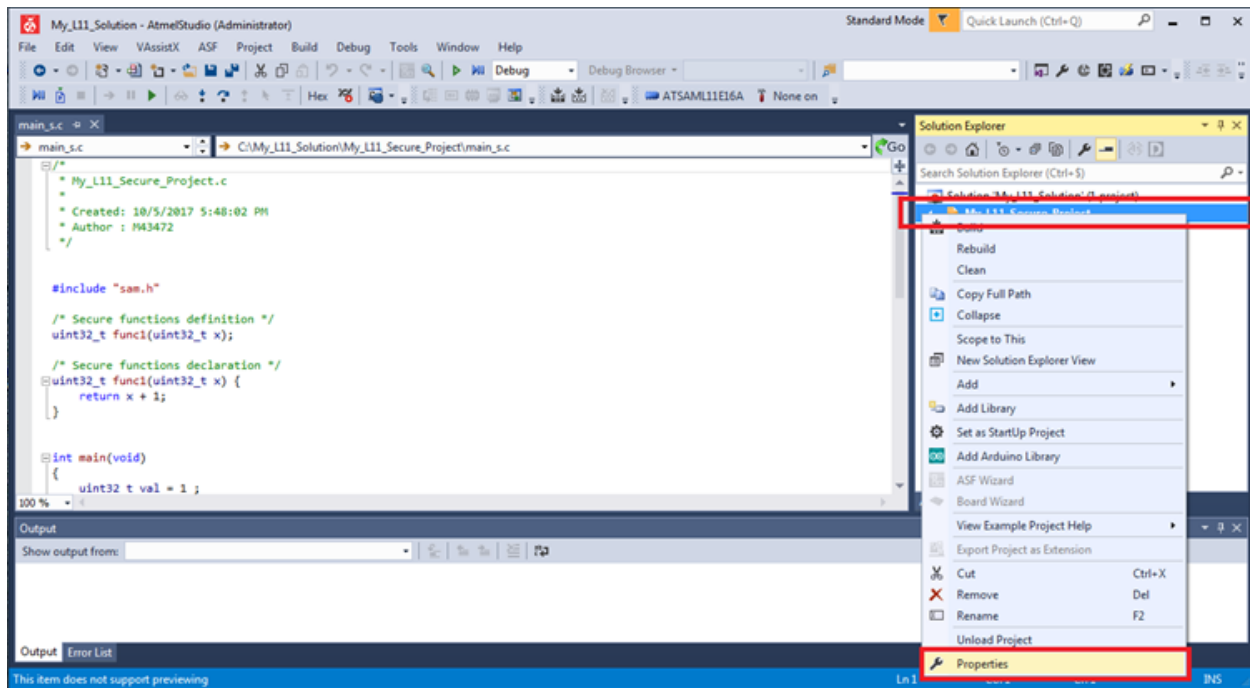 My_L11_Solution - AtmelStudio (Administrator)
Standard Mode
Quick Launch (Ctrl+Q)
File Edit View VAssistX ASF Project Build Debug Tools Window Help
Debug
Debug Browser
Hex
ATSAML11E16A
None on
main_s.c
main_s.c
C:\My_L11_Solution\My_L11_Secure_Project\main_s.c
Go
/*
* My_L11_Secure_Project.c
*
* Created: 10/5/2017 5:48:02 PM
* Author : M43472
*/
#include "sam.h"
/* Secure functions definition */
uint32_t func1(uint32_t x);
/* Secure functions declaration */
uint32_t func1(uint32_t x) {
return x + 1;
}
int main(void)
{
uint32_t val = 1 ;
100 %
Output
Show output from:
Output
Error List
This item does not support previewing
Ln 1
INS
Solution Explorer
Search Solution Explorer (Ctrl+$)
Solution 'My_L11_Solution' (1 project)
My_L11_Secure_Project
Build
Rebuild
Clean
Copy Full Path
Collapse
Scope to This
New Solution Explorer View
Add
Add Library
Set as StartUp Project
Add Arduino Library
ASF Wizard
Board Wizard
View Example Project Help
Export Project as Extension
Cut Ctrl+X
Remove Del
Rename F2
Unload Project
Properties